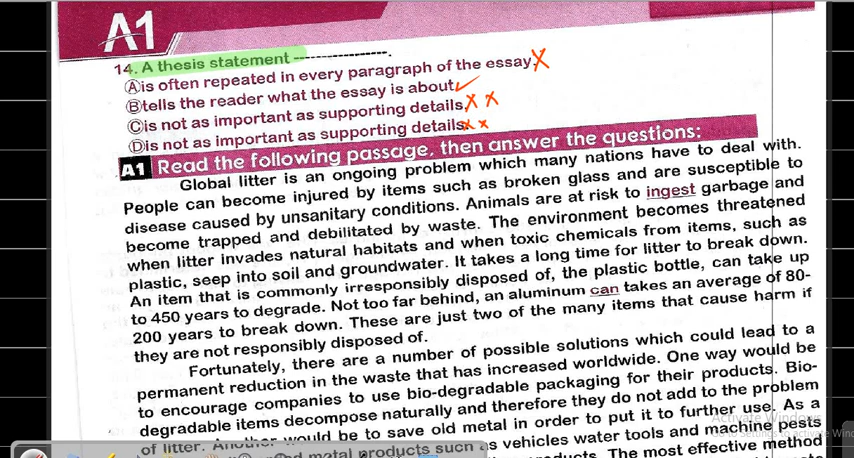 A1
14. A thesis statement -----------------.
Ⓐis often repeated in every paragraph of the essay
Ⓑtells the reader what the essay is about
Ⓒis not as important as supporting details
Ⓓis not as important as supporting details
A1 Read the following passage, then answer the questions:
Global litter is an ongoing problem which many nations have to deal with.
People can become injured by items such as broken glass and are susceptible to
disease caused by unsanitary conditions. Animals are at risk to ingest garbage and
become trapped and debilitated by waste. The environment becomes threatened
when litter invades natural habitats and when toxic chemicals from items, such as
plastic, seep into soil and groundwater. It takes a long time for litter to break down.
An item that is commonly irresponsibly disposed of, the plastic bottle, can take up
to 450 years to degrade. Not too far behind, an aluminum can takes an average of 80-
200 years to break down. These are just two of the many items that cause harm if
they are not responsibly disposed of.
Fortunately, there are a number of possible solutions which could lead to a
permanent reduction in the waste that has increased worldwide. One way would be
to encourage companies to use bio-degradable packaging for their products. Bio-
degradable items decompose naturally and therefore they do not add to the problem
of litter. Another would be to save old metal in order to put it to further use. As a
metal products such as vehicles water tools and machine pests
The most effective method
Activate Windows
Go to Settings to activate Wind